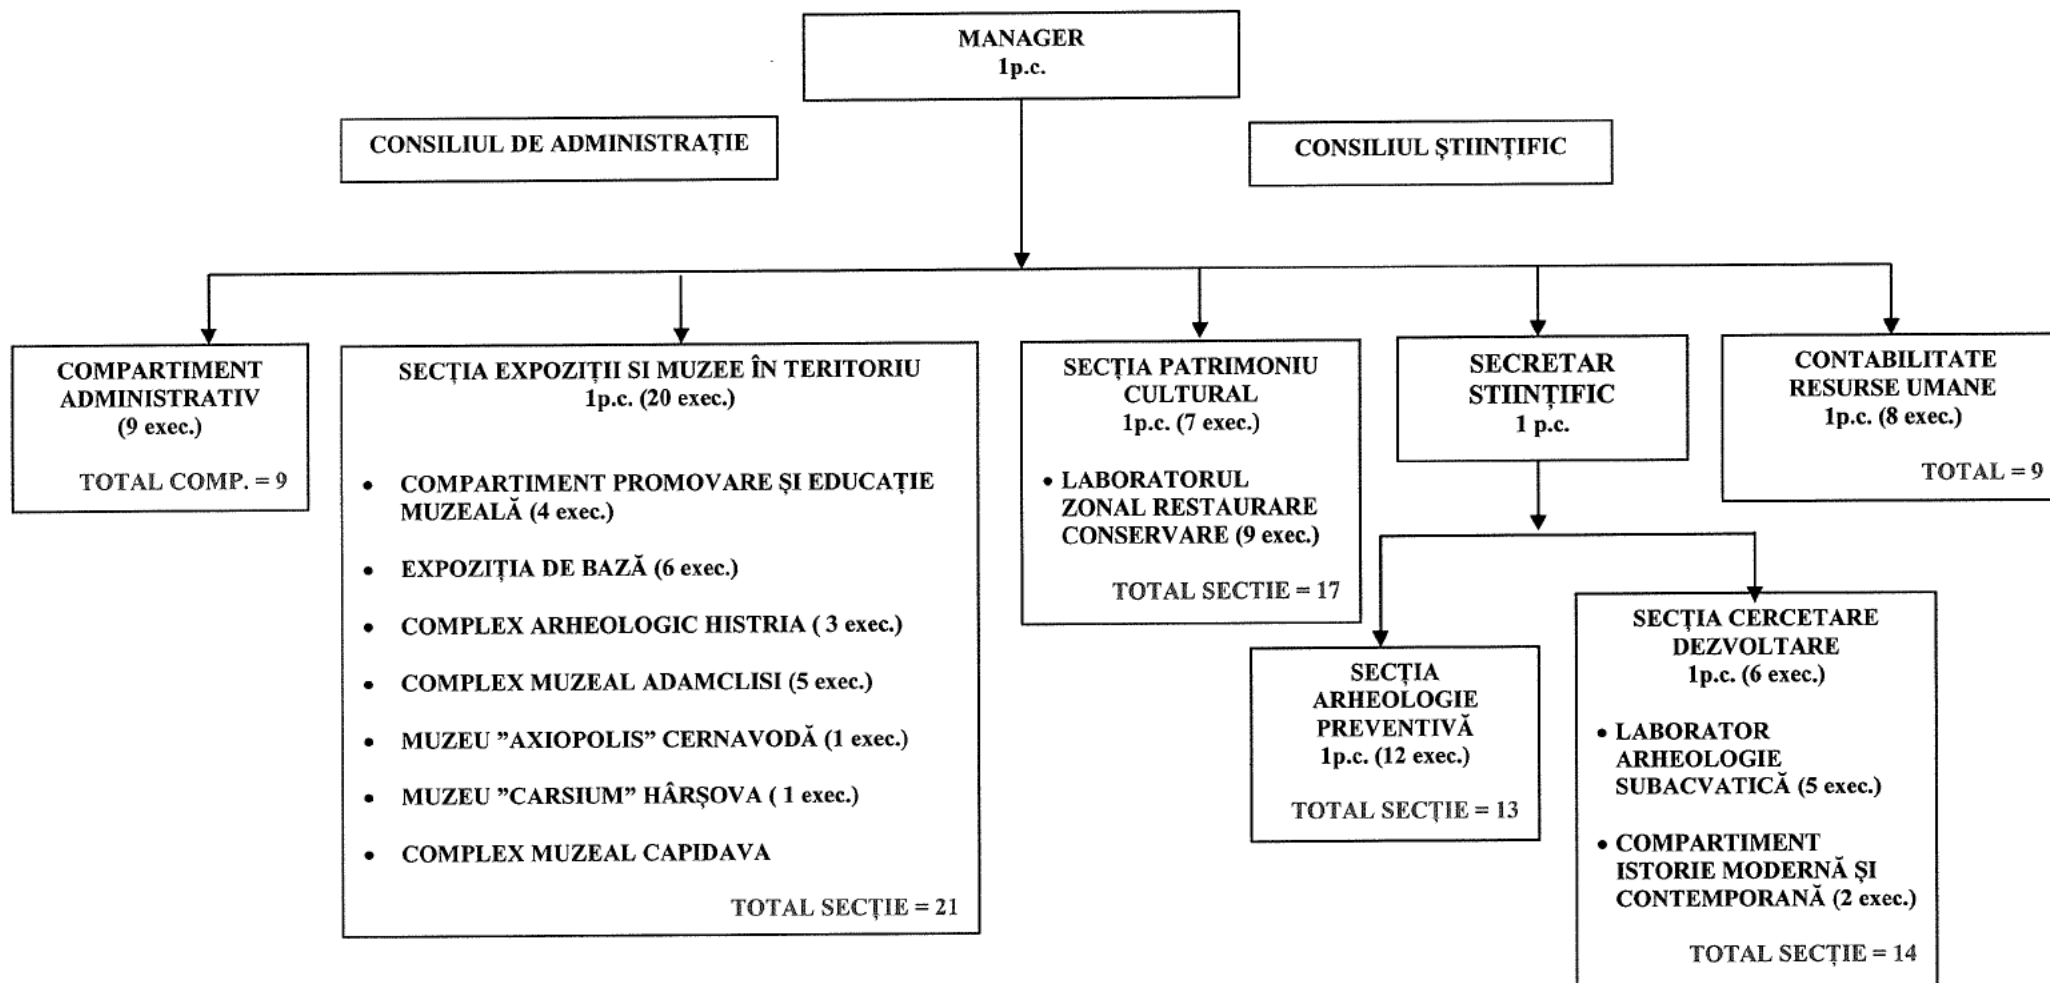 MANAGER
1p.c.
CONSILIUL DE ADMINISTRAȚIE
CONSILIUL ȘTIINȚIFIC
COMPARTIMENT
ADMINISTRATIV
(9 exec.)
TOTAL COMP. = 9
SECȚIA EXPOZIȚII SI MUZEE ÎN TERITORIU
1p.c. (20 exec.)
• COMPARTIMENT PROMOVARE ȘI EDUCAȚIE
MUZEALĂ (4 exec.)
• EXPOZIȚIA DE BAZĂ (6 exec.)
• COMPLEX ARHEOLOGIC HISTRIA ( 3 exec.)
• COMPLEX MUZEAL ADAMCLISI (5 exec.)
• MUZEU ”AXIOPOLIS” CERNAVODĂ (1 exec.)
• MUZEU ”CARSIUM” HÂRȘOVA ( 1 exec.)
• COMPLEX MUZEAL CAPIDAVA
TOTAL SECȚIE = 21
SECȚIA PATRIMONIU
CULTURAL
1p.c. (7 exec.)
• LABORATORUL
ZONAL RESTAURARE
CONSERVARE (9 exec.)
TOTAL SECTIE = 17
SECRETAR
STIINȚIFIC
1 p.c.
CONTABILITATE
RESURSE UMANE
1p.c. (8 exec.)
TOTAL = 9
SECȚIA
ARHEOLOGIE
PREVENTIVĂ
1p.c. (12 exec.)
TOTAL SECȚIE = 13
SECȚIA CERCETARE
DEZVOLTARE
1p.c. (6 exec.)
• LABORATOR
ARHEOLOGIE
SUBACVATICĂ (5 exec.)
• COMPARTIMENT
ISTORIE MODERNĂ ȘI
CONTEMPORANĂ (2 exec.)
TOTAL SECȚIE = 14